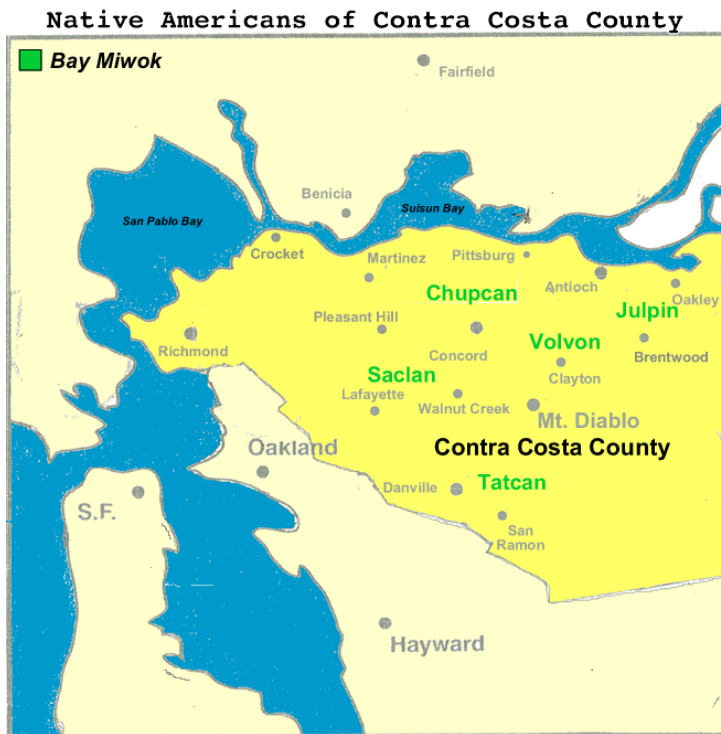 Native Americans of Contra Costa County
Bay Miwok
Fairfield
Benicia
San Pablo Bay
Suisun Bay
Crocket
Martinez
Pittsburg
Antioch
Oakley
Chupcan
Julpin
Pleasant Hill
Richmond
Concord
Volvon
Brentwood
Clayton
Saclan
Lafayette
Walnut Creek
Mt. Diablo
Oakland
Contra Costa County
Danville
Tatcan
S.F.
San
Ramon
Hayward